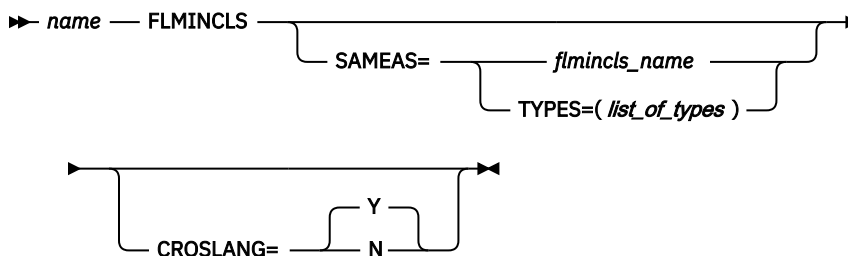 name FLMINCLS
SAMEAS= flmincls_name
TYPES=( list_of_types )
Y
CROSLANG= N